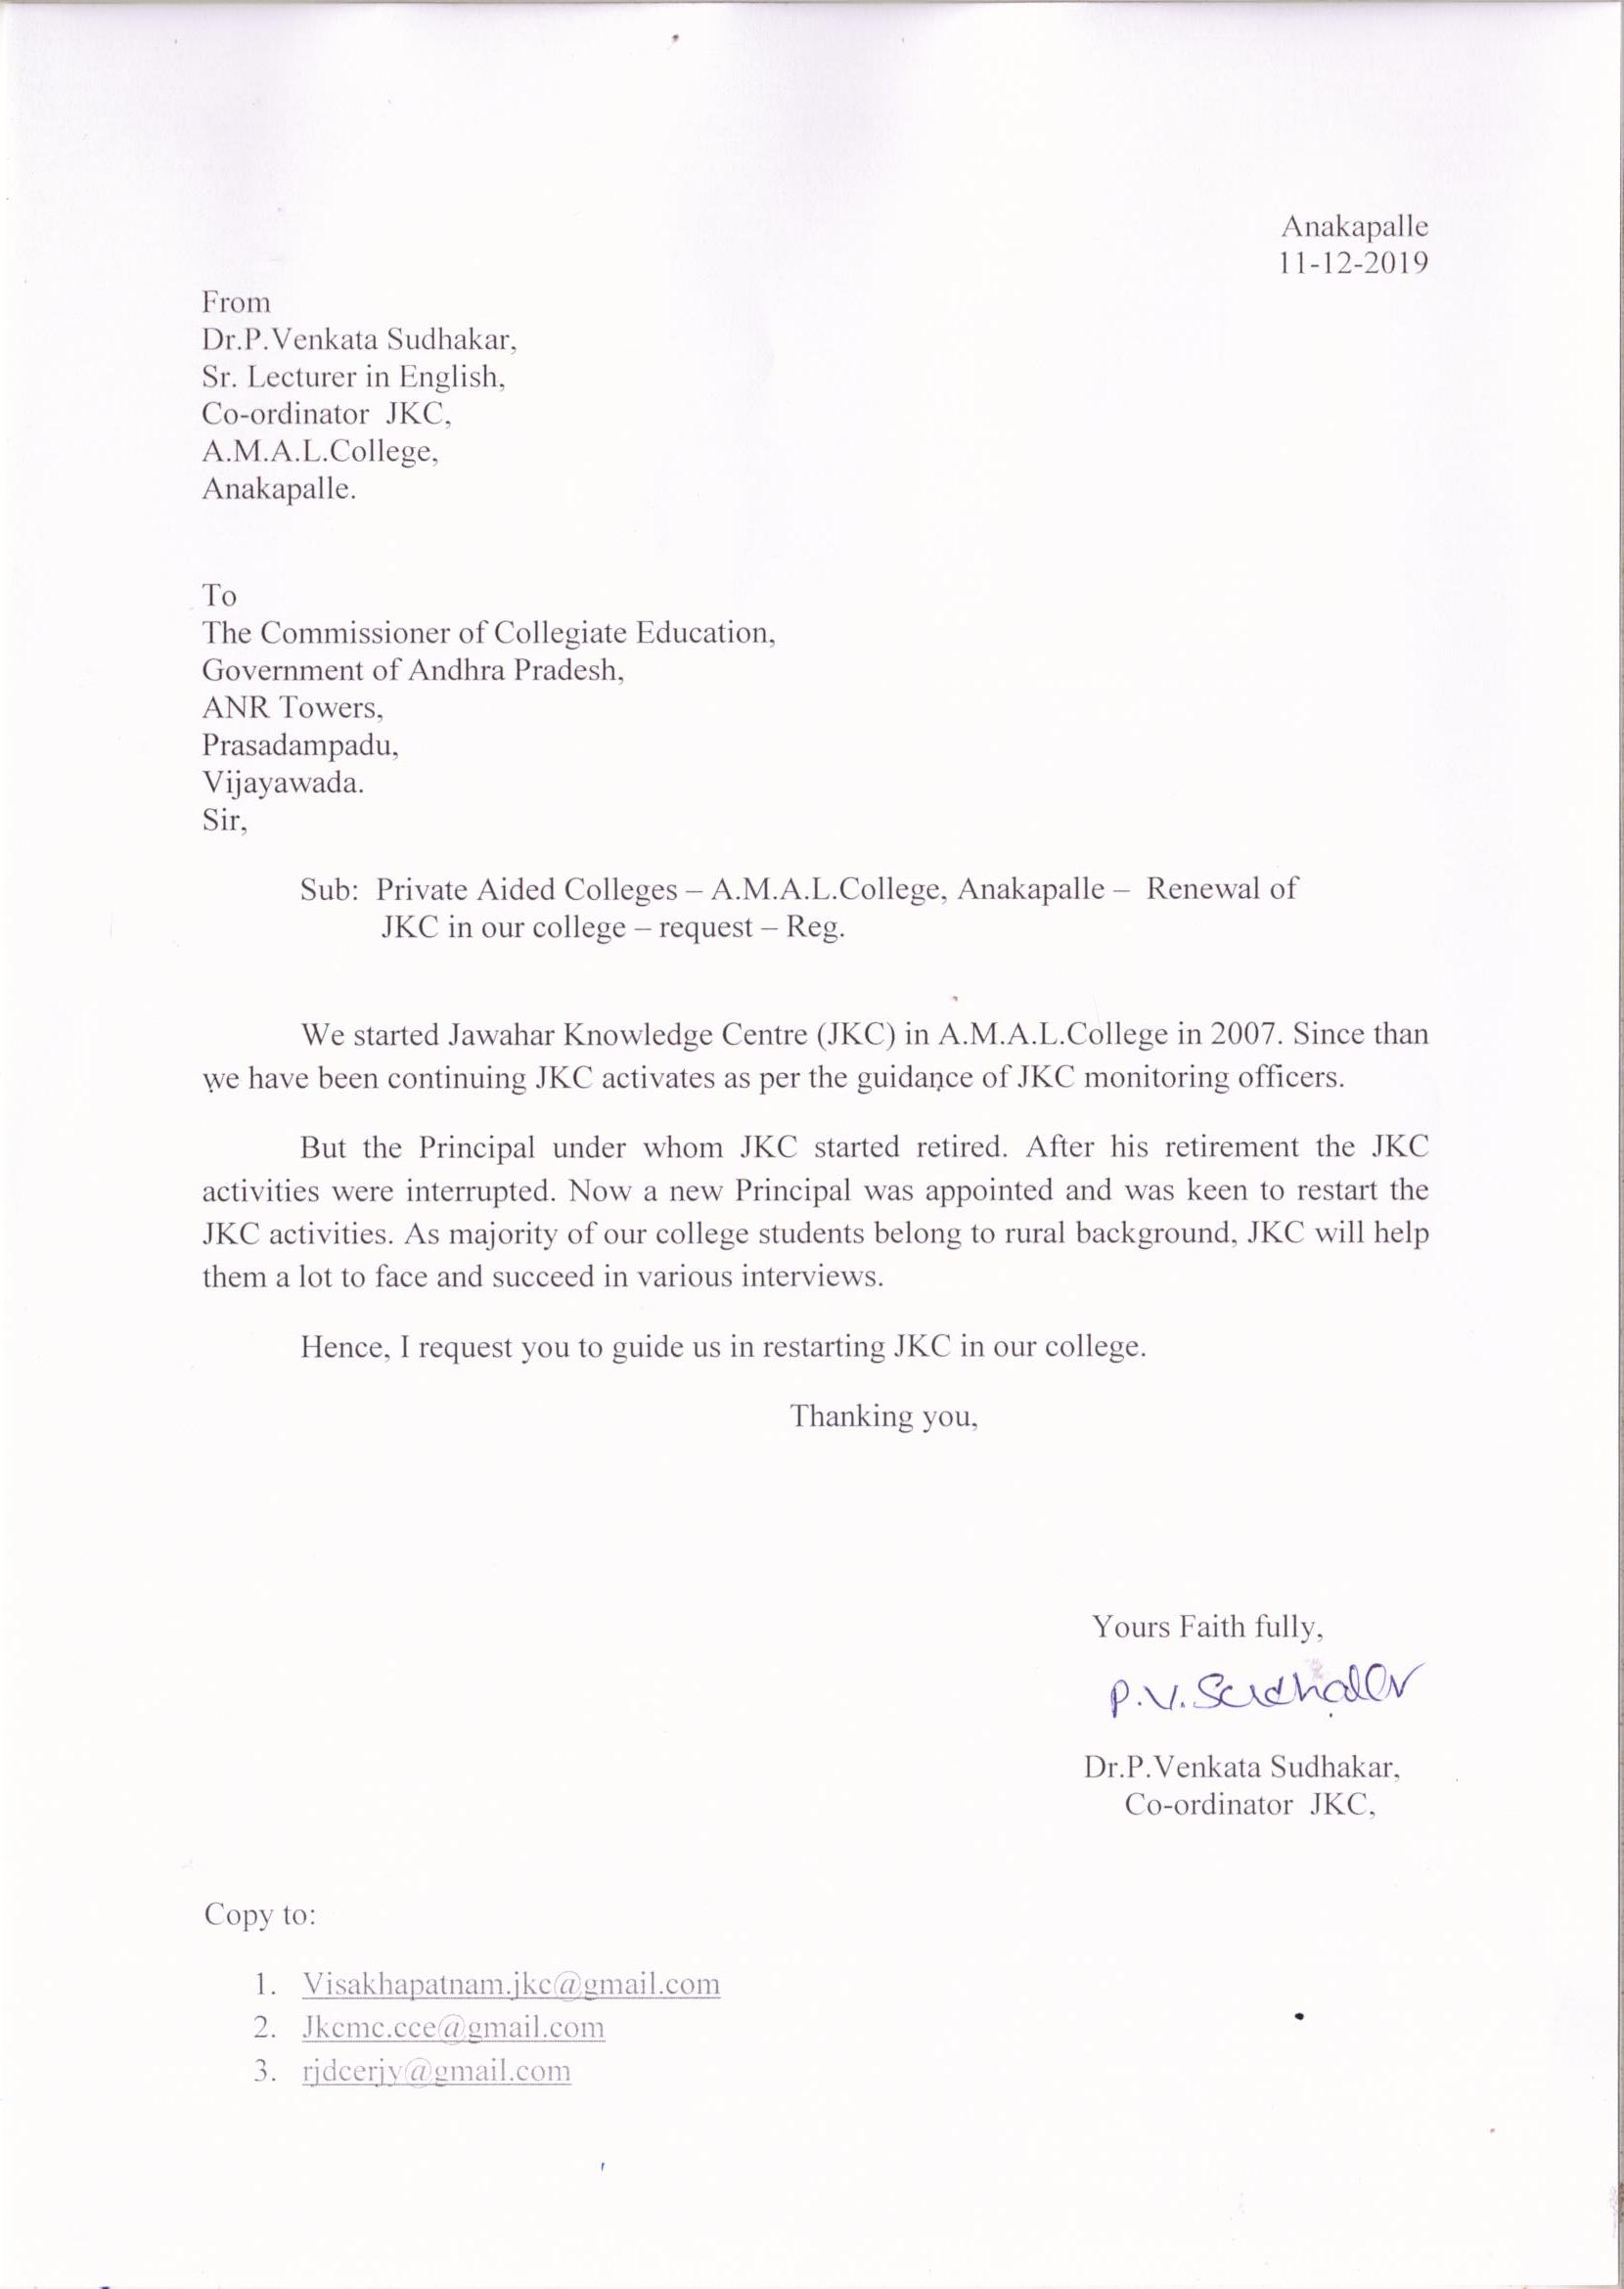 Anakapalle
11-12-2019
From
Dr.P.Venkata Sudhakar,
Sr. Lecturer in English,
Co-ordinator JKC,
A.M.A.L.College,
Anakapalle.
To
The Commissioner of Collegiate Education,
Government of Andhra Pradesh,
ANR Towers,
Prasadampadu,
Vijayawada.
Sir,
Sub: Private Aided Colleges – A.M.A.L.College, Anakapalle – Renewal of
JKC in our college – request – Reg.
We started Jawahar Knowledge Centre (JKC) in A.M.A.L.College in 2007. Since than
we have been continuing JKC activates as per the guidance of JKC monitoring officers.
But the Principal under whom JKC started retired. After his retirement the JKC
activities were interrupted. Now a new Principal was appointed and was keen to restart the
JKC activities. As majority of our college students belong to rural background, JKC will help
them a lot to face and succeed in various interviews.
Hence, I request you to guide us in restarting JKC in our college.
Thanking you,
Yours Faith fully,
P.V. Sudhakar
Dr.P.Venkata Sudhakar,
Co-ordinator JKC,
Copy to:
1. Visakhapatnam.jkc@gmail.com
2. Jkcmc.cce@gmail.com
3. rjdcerjy@gmail.com